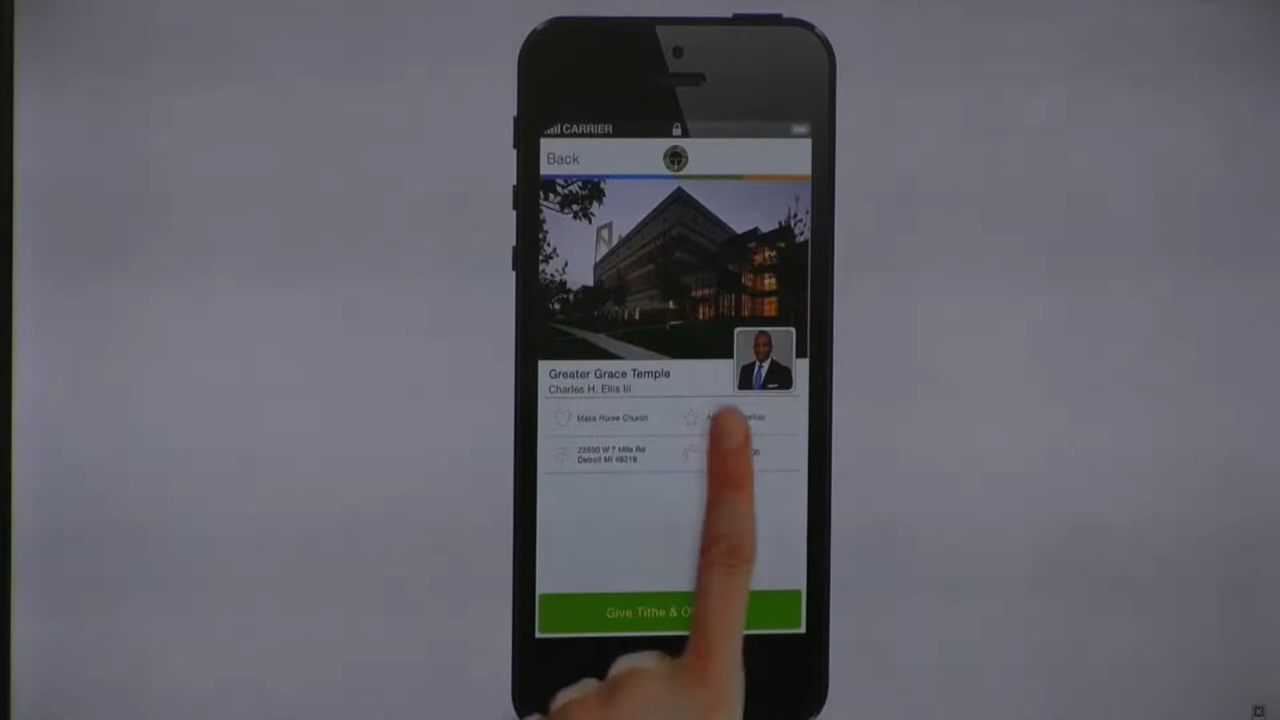 CARRIER
Back
Greater Grace Temple
Charles H. Ellis III
Make Home Church
23500 W 7 Mile Rd
Detroit MI 48219
Give Tithe &